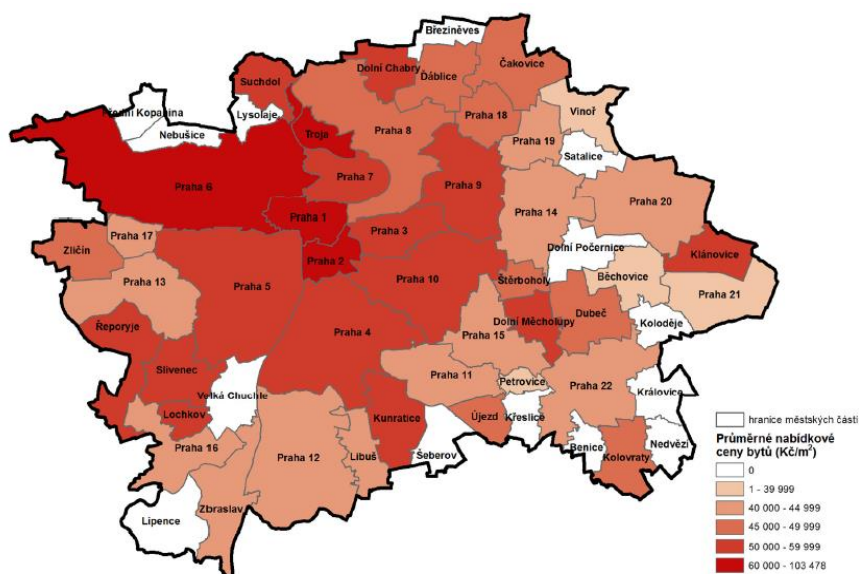 Březiněves
Dolní Chabry
Ďáblice
Čakovice
Suchdol
Přední Kopanina
Lysolaje
Nebušice
Troja
Praha 8
Praha 18
Vinoř
Praha 19
Satalice
Praha 6
Praha 7
Praha 9
Praha 20
Praha 1
Praha 14
Praha 3
Praha 17
Dolní Počernice
Klánovice
Zličín
Praha 2
Praha 13
Praha 5
Praha 10
Štěrboholy
Běchovice
Praha 21
Řeporyje
Praha 4
Dolní Měcholupy
Dubeč
Koloděje
Praha 15
Slivenec
Praha 11
Petrovice
Praha 22
Královice
Velká Chuchle
Lochkov
Kunratice
Újezd
Křeslice
Praha 16
Praha 12
Libuš
Šeberov
Benice
Nedvězí
Kolovraty
Lipence
Zbraslav
hranice městských částí
Průměrné nabídkové
ceny bytů (Kč/m²)
0
1 - 39 999
40 000 - 44 999
45 000 - 49 999
50 000 - 59 999
60 000 - 103 478